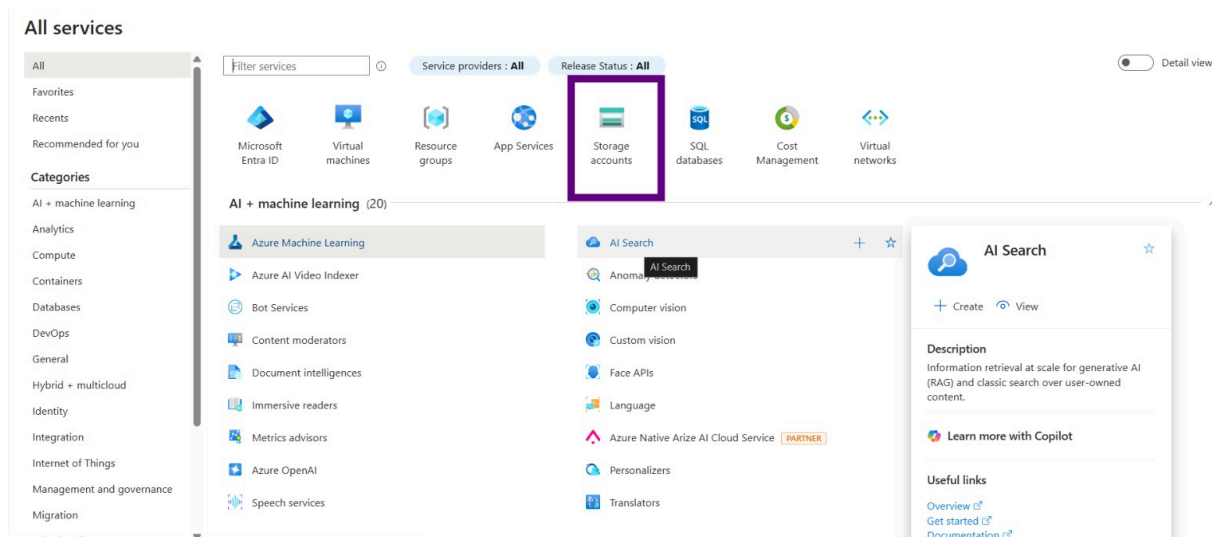 All services
All
Favorites
Recents
Recommended for you
Categories
AI + machine learning
Analytics
Compute
Containers
Databases
DevOps
General
Hybrid + multicloud
Identity
Integration
Internet of Things
Management and governance
Migration
Filter services
Service providers : All
Release Status : All
Detail view
Microsoft
Entra ID
Virtual
machines
Resource
groups
App Services
Storage
accounts
SQL
SQL
databases
Cost
Management
Virtual
networks
AI + machine learning (20)
Azure Machine Learning
Azure AI Video Indexer
Bot Services
Content moderators
Document intelligences
Immersive readers
Metrics advisors
Azure OpenAI
Speech services
AI Search
AI Search
Computer vision
Custom vision
Face APIs
Language
Azure Native Arize AI Cloud Service PARTNER
Personalizers
Translators
AI Search
+ Create View
Description
Information retrieval at scale for generative AI
(RAG) and classic search over user-owned
content.
Learn more with Copilot
Useful links
Overview
Get started
Documentation